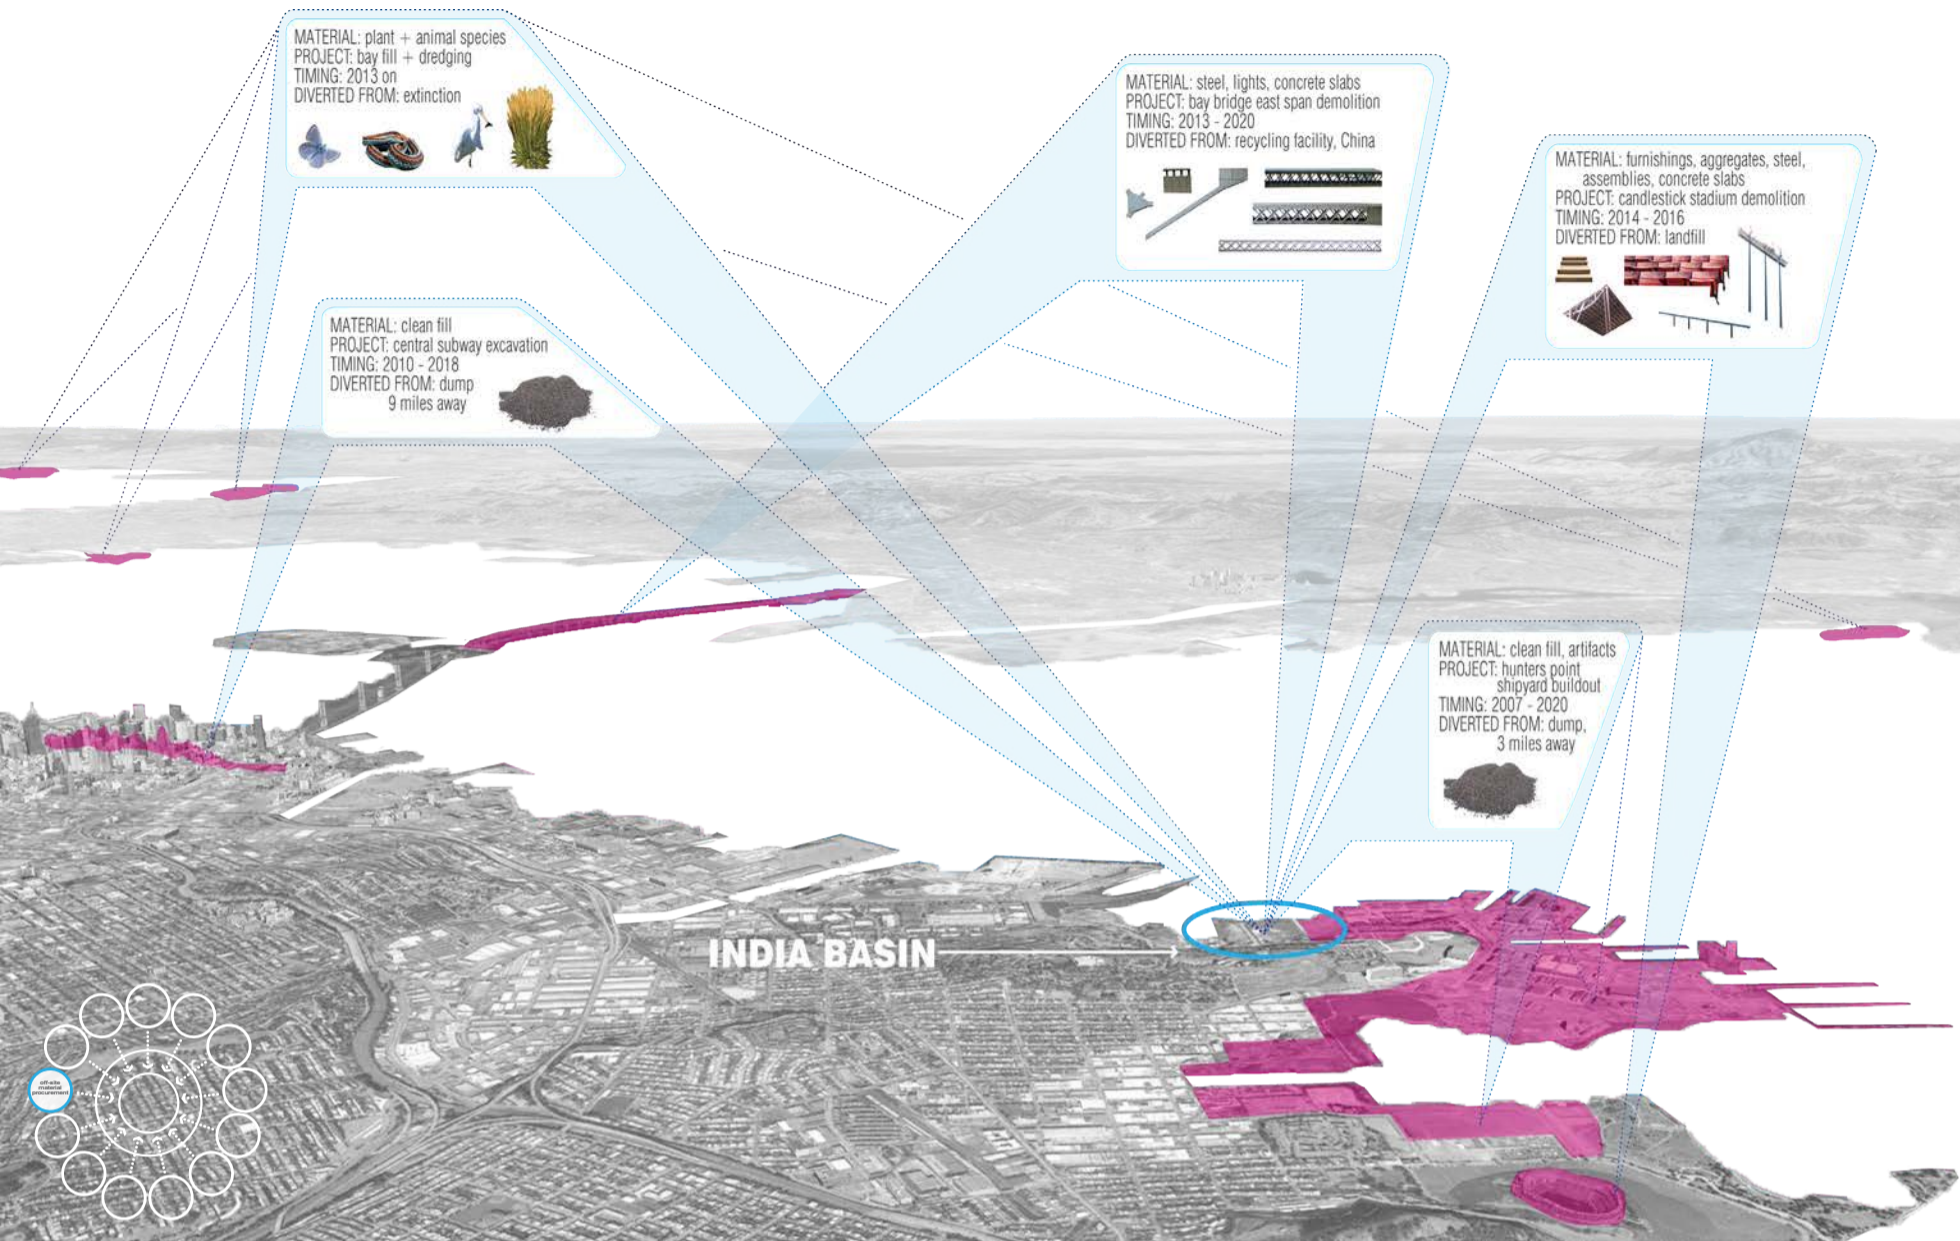 MATERIAL: plant + animal species
PROJECT: bay fill + dredging
TIMING: 2013 on
DIVERTED FROM: extinction
MATERIAL: steel, lights, concrete slabs
PROJECT: bay bridge east span demolition
TIMING: 2013 - 2020
DIVERTED FROM: recycling facility, China
MATERIAL: furnishings, aggregates, steel,
assemblies, concrete slabs
PROJECT: candlestick stadium demolition
TIMING: 2014 - 2016
DIVERTED FROM: landfill
MATERIAL: clean fill
PROJECT: central subway excavation
TIMING: 2010 - 2018
DIVERTED FROM: dump
9 miles away
MATERIAL: clean fill, artifacts
PROJECT: hunters point
shipyard buildout
TIMING: 2007 - 2020
DIVERTED FROM: dump,
3 miles away
INDIA BASIN
off-site
material
procurement